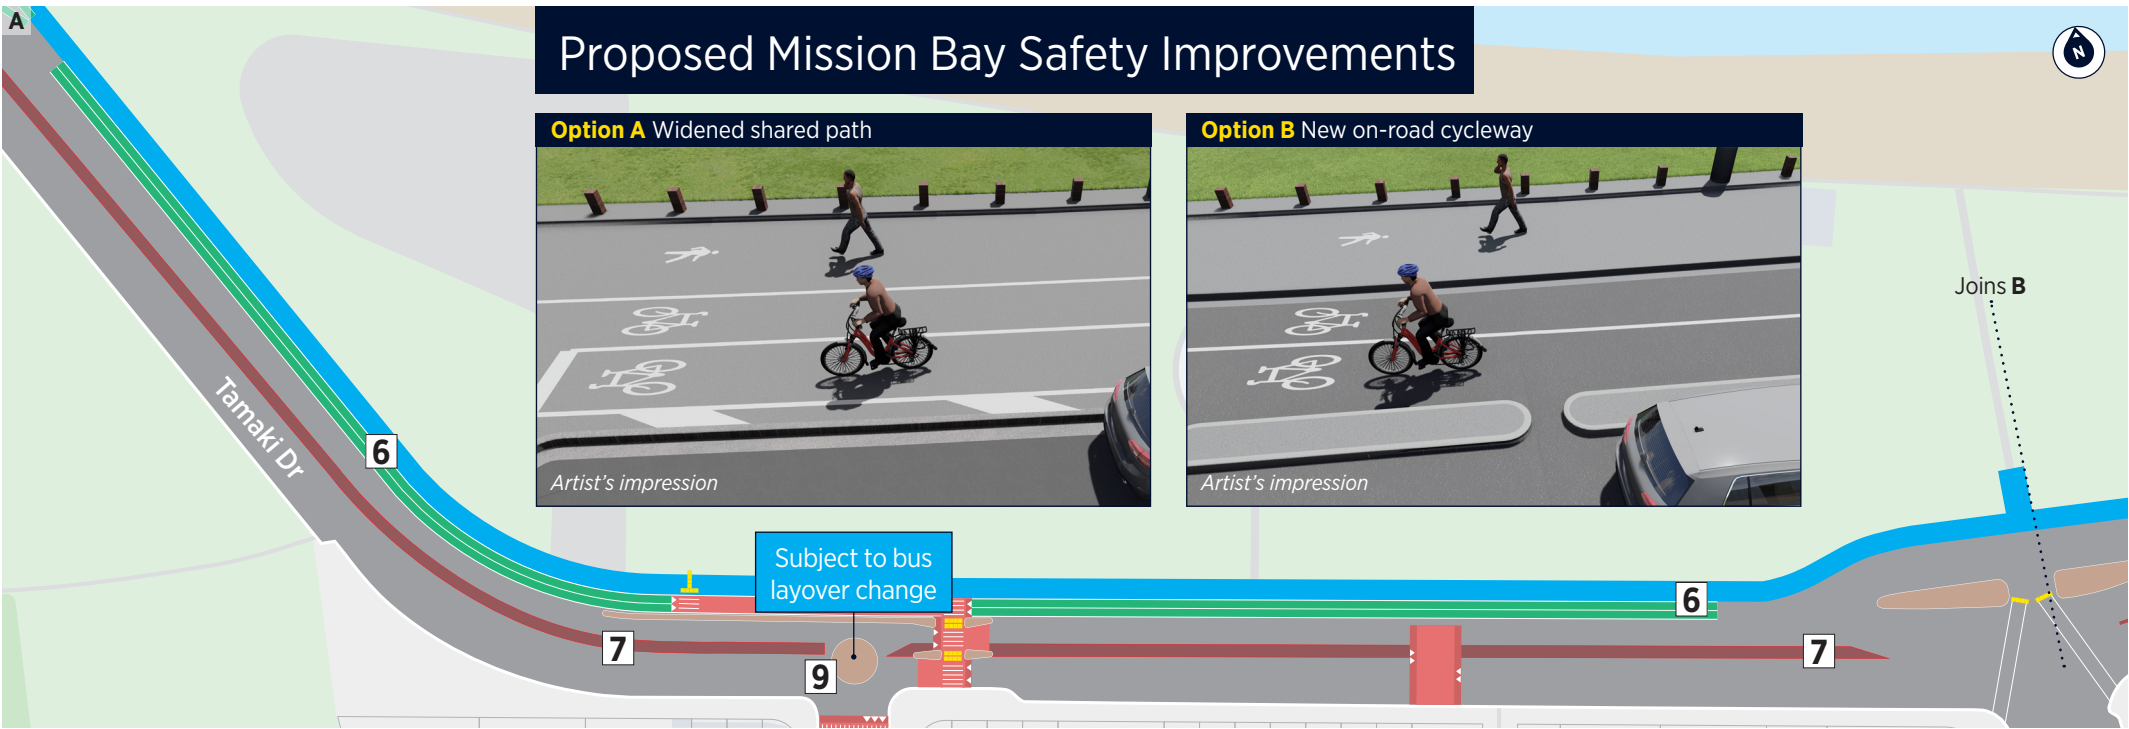 A
Proposed Mission Bay Safety Improvements
N
Option A Widened shared path
Artist's impression
Option B New on-road cycleway
Artist's impression
Joins B
Tamaki Dr
6
Subject to bus
layover change
6
7
9
7